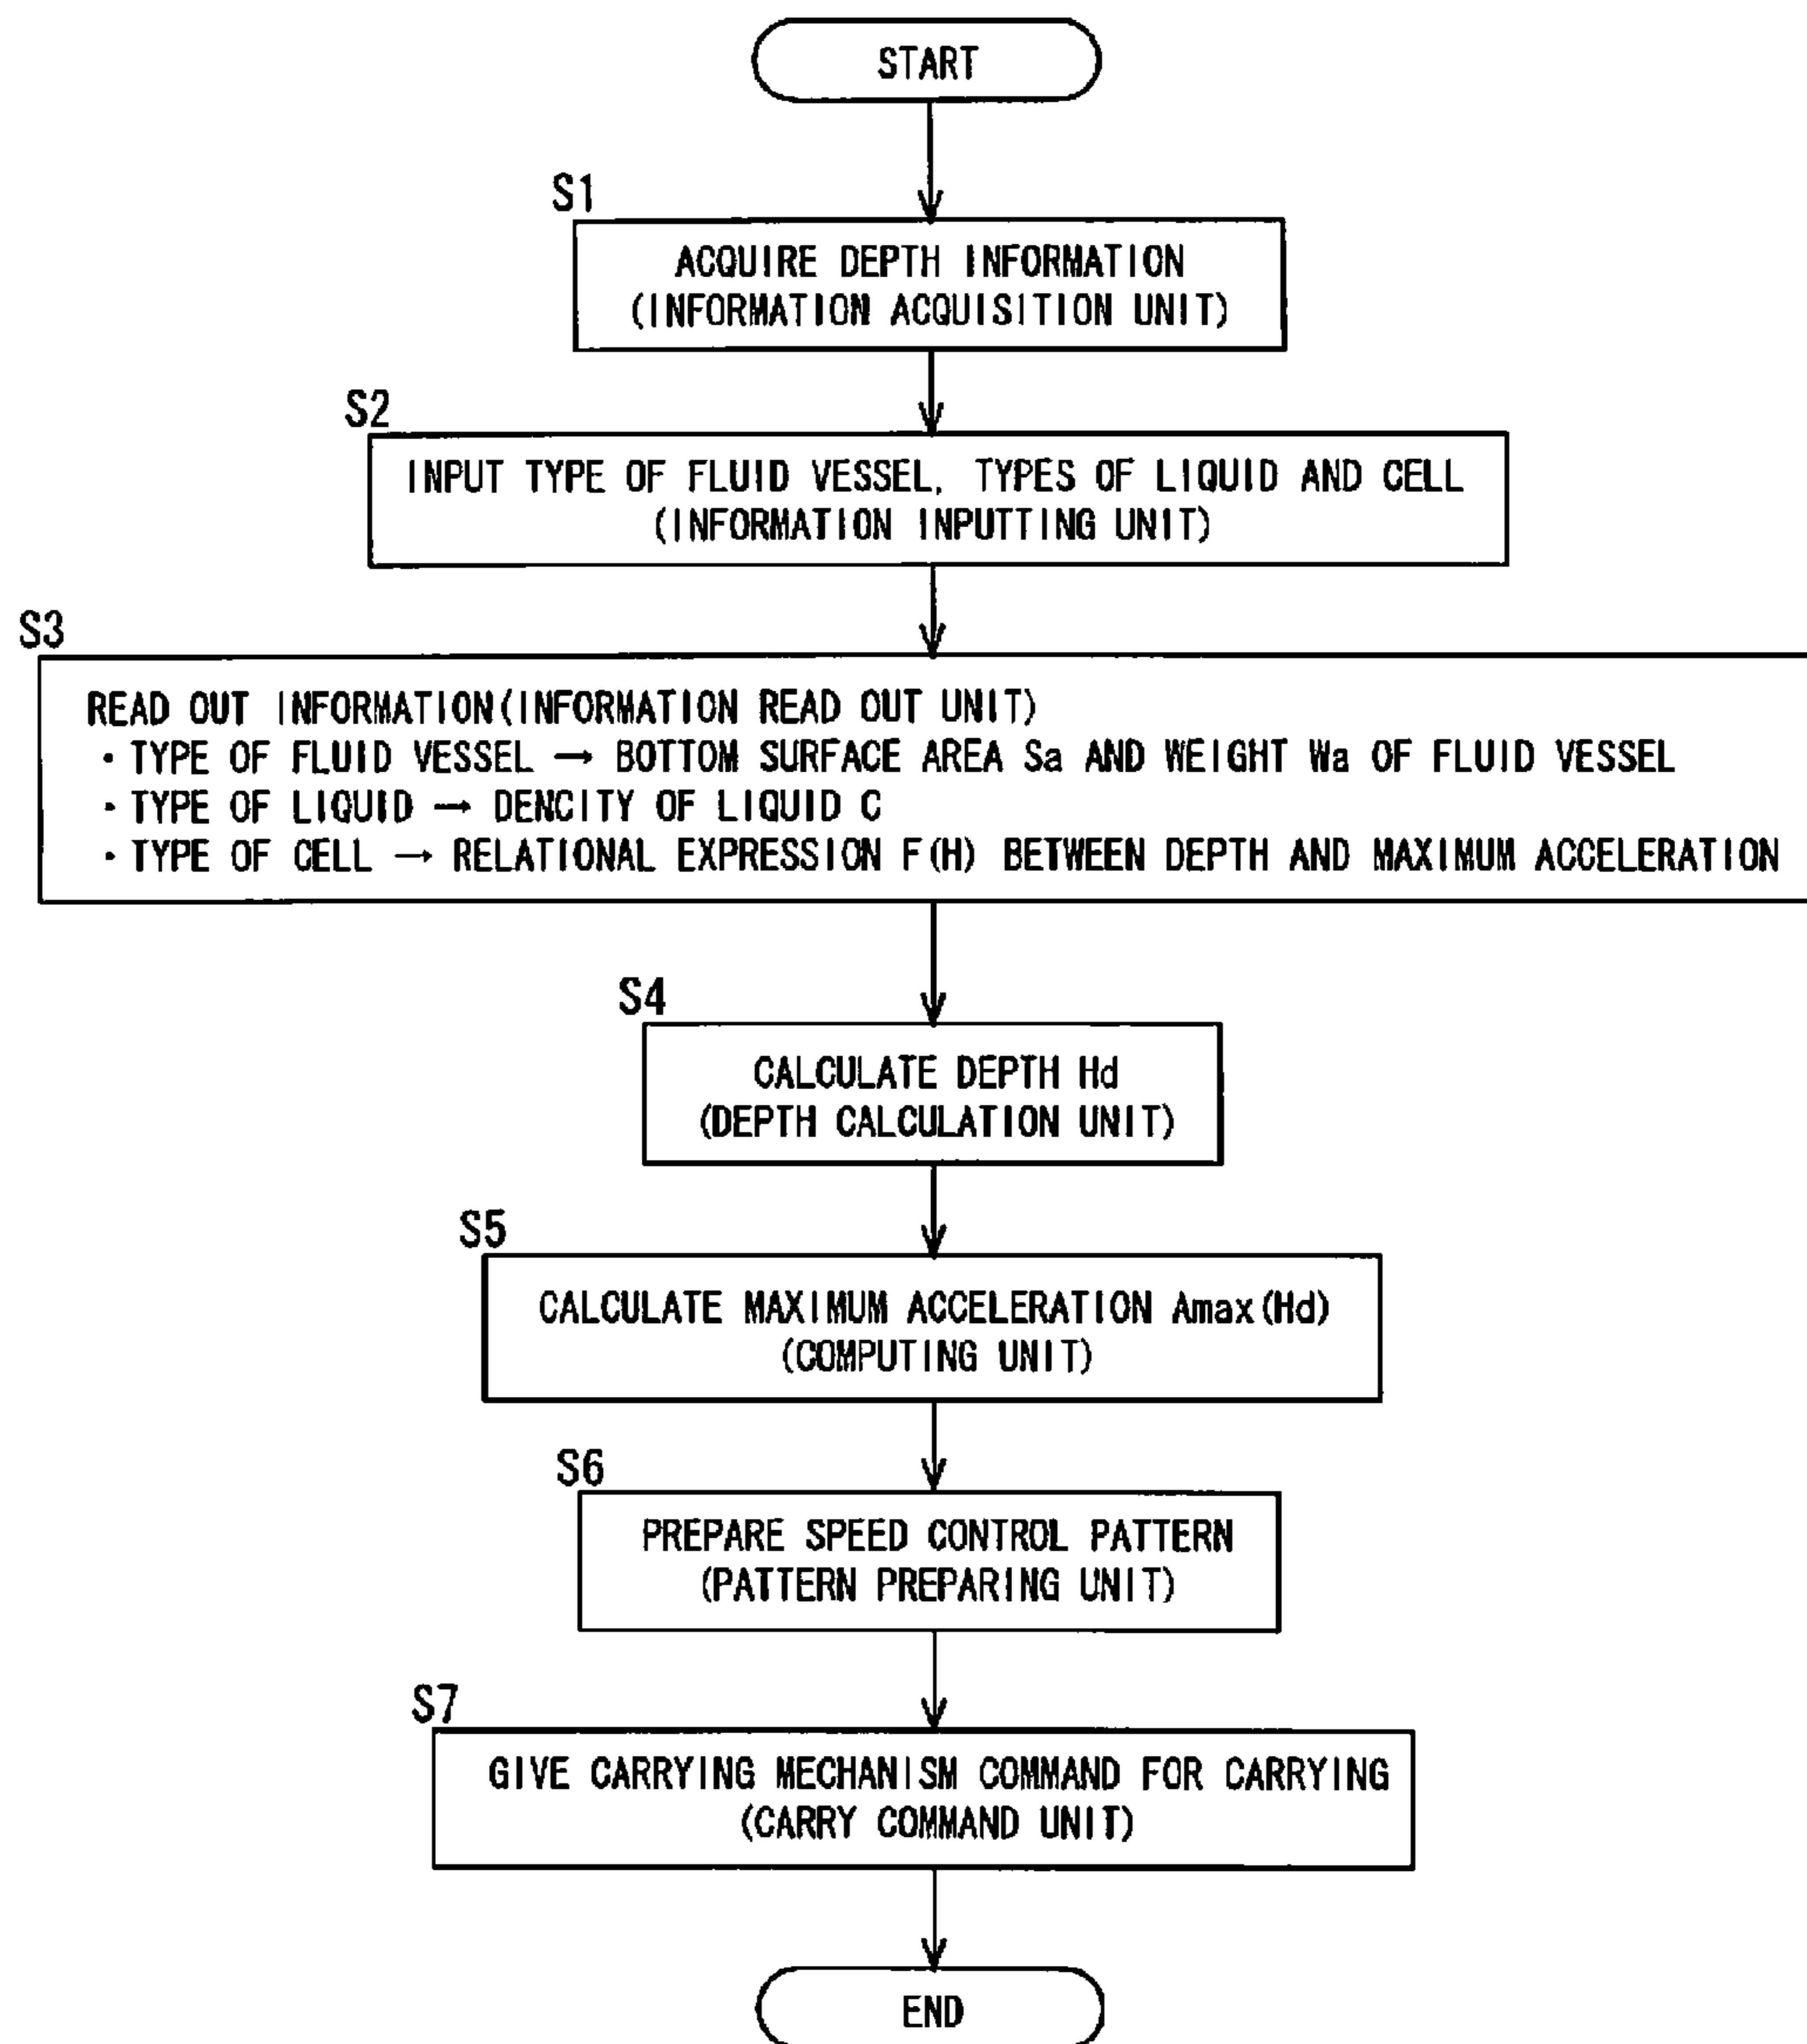 START
S1
ACQUIRE DEPTH INFORMATION
(INFORMATION ACQUISITION UNIT)
S2
INPUT TYPE OF FLUID VESSEL, TYPES OF LIQUID AND CELL
(INFORMATION INPUTTING UNIT)
S3
READ OUT INFORMATION(INFORMATION READ OUT UNIT)
・TYPE OF FLUID VESSEL → BOTTOM SURFACE AREA Sa AND WEIGHT Wa OF FLUID VESSEL
・TYPE OF LIQUID → DENCITY OF LIQUID C
・TYPE OF CELL → RELATIONAL EXPRESSION F(H) BETWEEN DEPTH AND MAXIMUM ACCELERATION
S4
CALCULATE DEPTH Hd
(DEPTH CALCULATION UNIT)
S5
CALCULATE MAXIMUM ACCELERATION Amax(Hd)
(COMPUTING UNIT)
S6
PREPARE SPEED CONTROL PATTERN
(PATTERN PREPARING UNIT)
S7
GIVE CARRYING MECHANISM COMMAND FOR CARRYING
(CARRY COMMAND UNIT)
END